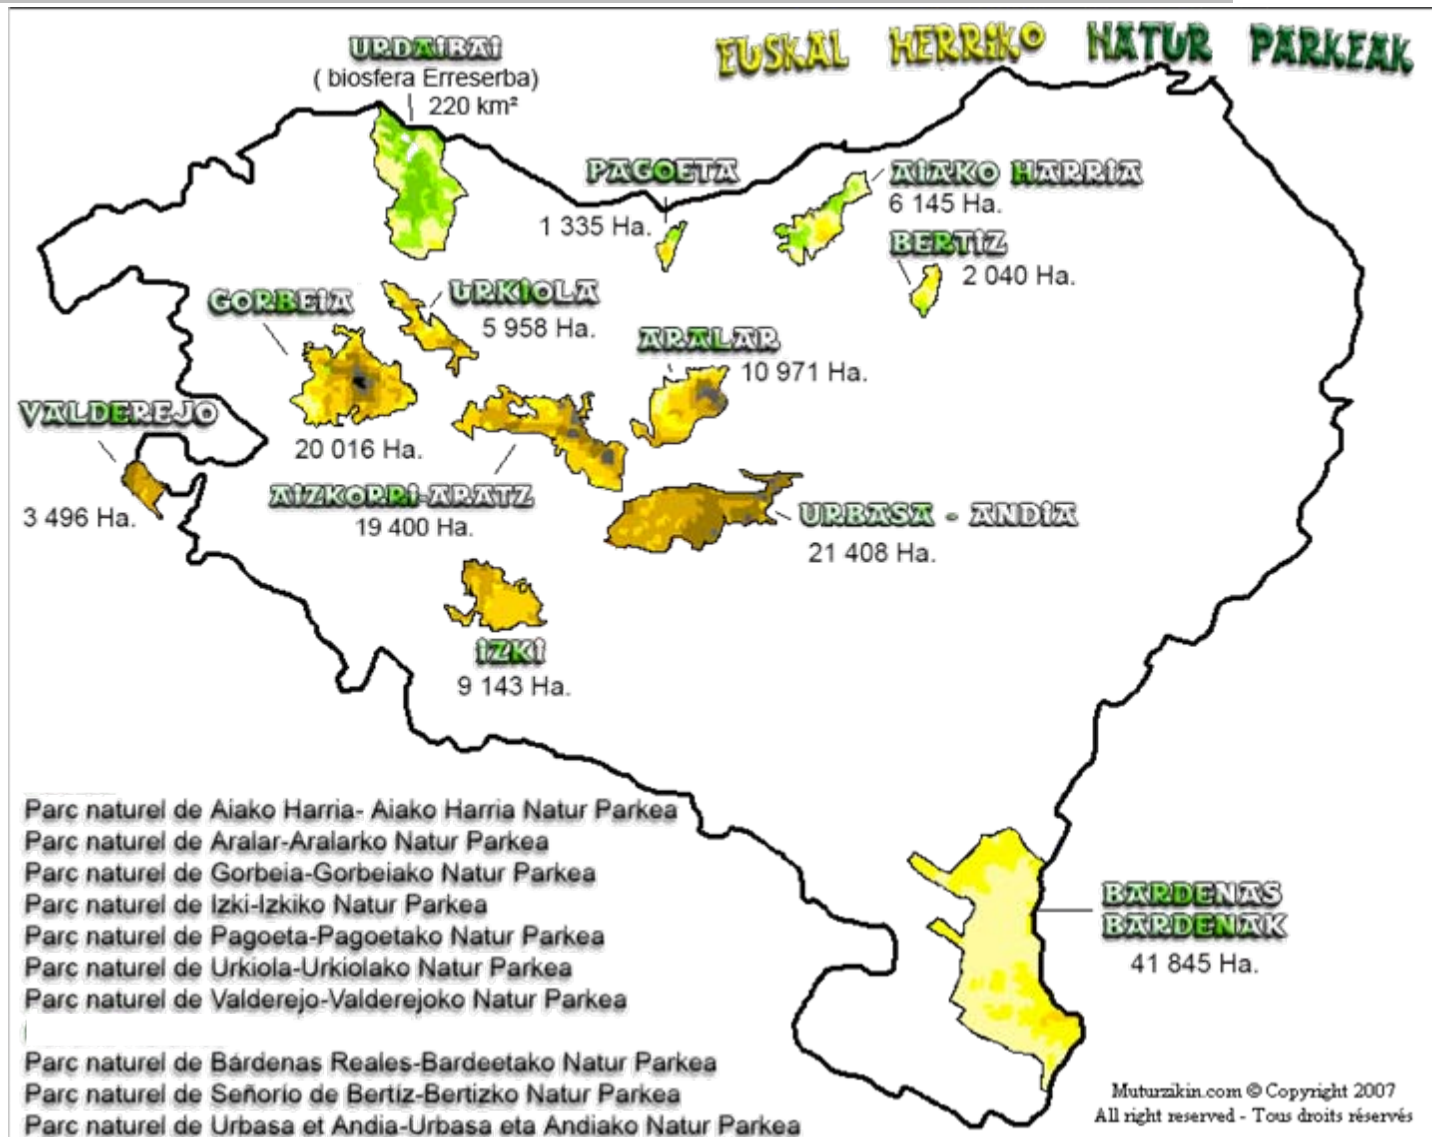 EUSKAL HERRIKO NATUR PARKEAK
URDAIBAI
( biosfera Erreserba)
220 km²
PAGOETA
1 335 Ha.
AIAKO HARRIA
6 145 Ha.
BERTIZ
2 040 Ha.
GORBEIA
20 016 Ha.
URKIOLA
5 958 Ha.
ARALAR
10 971 Ha.
VALDEREJO
3 496 Ha.
AIZKORRI-ARATZ
19 400 Ha.
URBASA - ANDIA
21 408 Ha.
IZKI
9 143 Ha.
Parc naturel de Aiako Harria- Aiako Harria Natur Parkea
Parc naturel de Aralar-Aralarko Natur Parkea
Parc naturel de Gorbeia-Gorbeiako Natur Parkea
Parc naturel de Izki-Izkiko Natur Parkea
Parc naturel de Pagoeta-Pagoetako Natur Parkea
Parc naturel de Urkiola-Urkiolako Natur Parkea
Parc naturel de Valderejo-Valderejoko Natur Parkea
Parc naturel de Bárdenas Reales-Bardeetako Natur Parkea
Parc naturel de Señorío de Bertíz-Bertizko Natur Parkea
Parc naturel de Urbasa et Andia-Urbasa eta Andiako Natur Parkea
BARDENAS
BARDENAK
41 845 Ha.
Muturzikin.com © Copyright 2007
All right reserved - Tous droits réservés